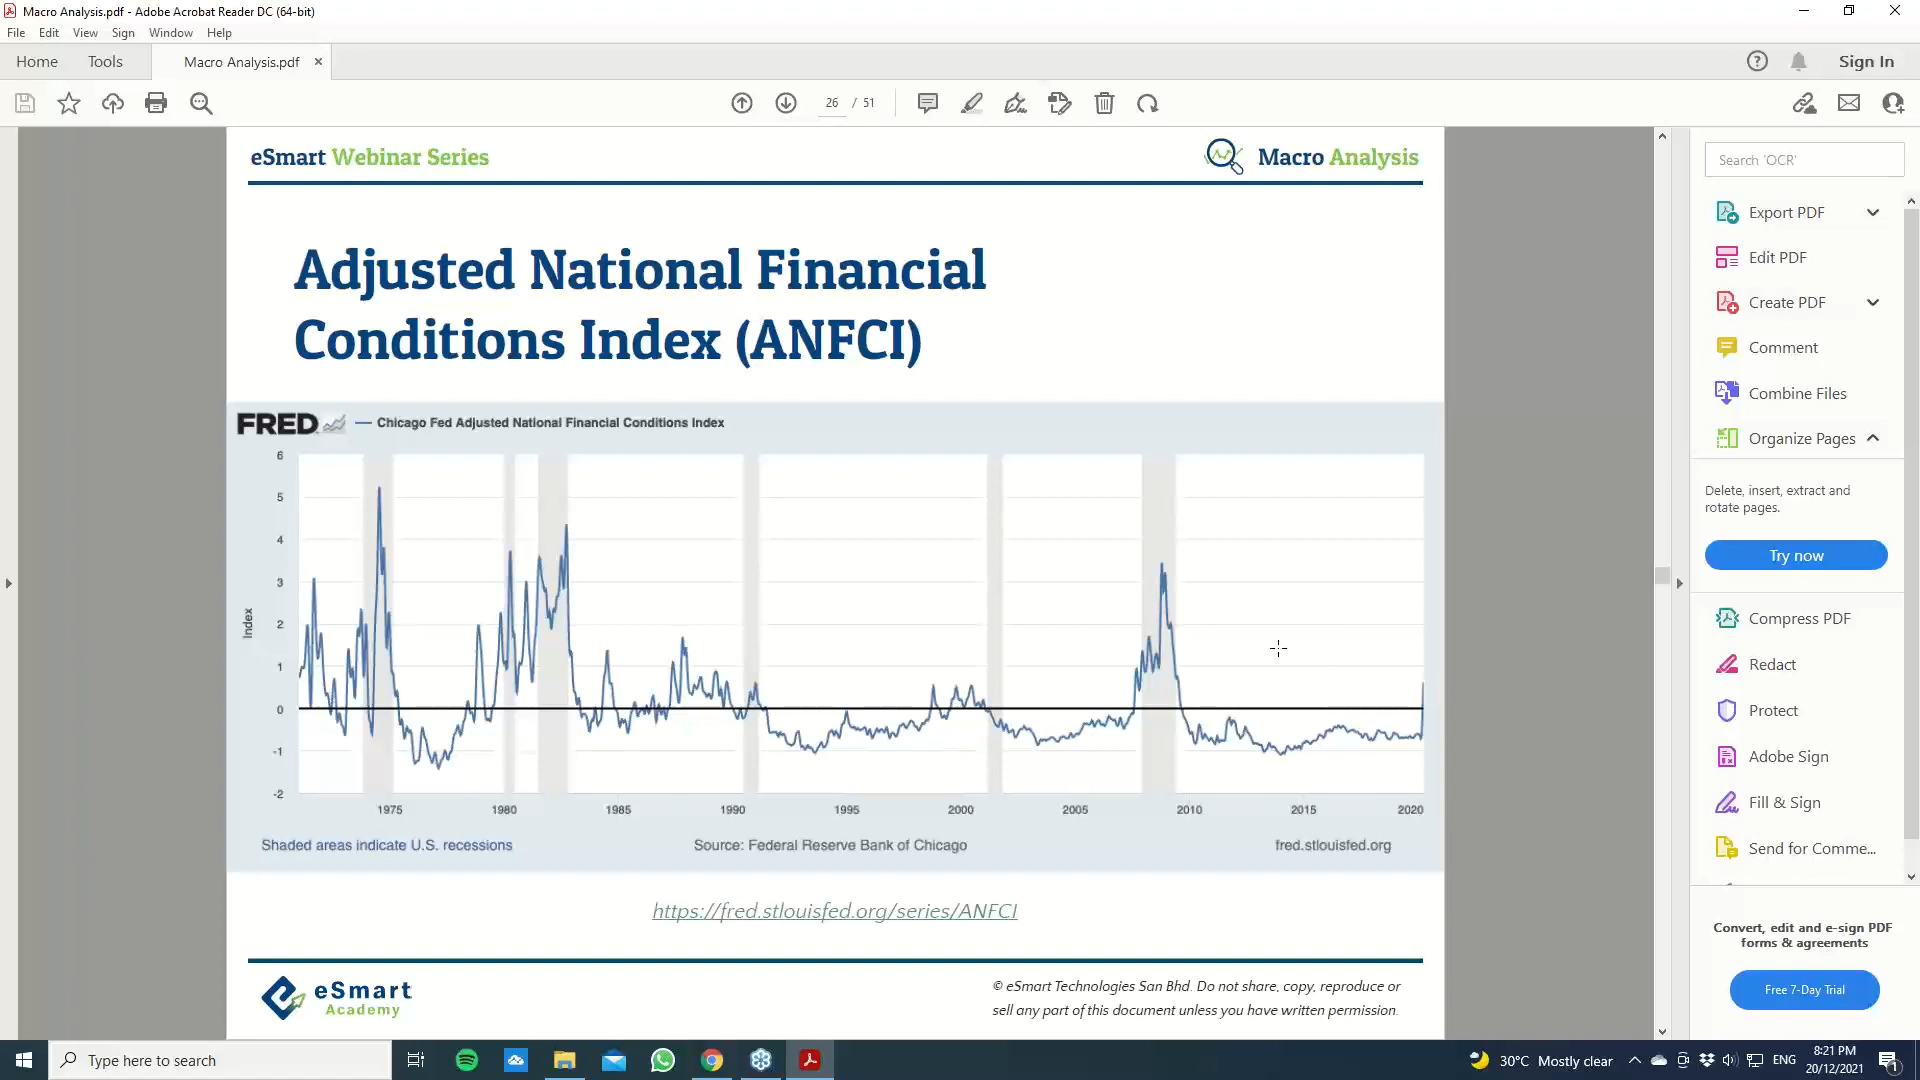 Macro Analysis.pdf - Adobe Acrobat Reader DC (64-bit)
File Edit View Sign Window Help
Home Tools Macro Analysis.pdf × Sign In
26 / 51
eSmart Webinar Series
Macro Analysis
Adjusted National Financial
Conditions Index (ANFCI)
FRED — Chicago Fed Adjusted National Financial Conditions Index
6
5
4
3
2
1
0
-1
-2
Index
1975 1980 1985 1990 1995 2000 2005 2010 2015 2020
Shaded areas indicate U.S. recessions Source: Federal Reserve Bank of Chicago fred.stlouisfed.org
https://fred.stlouisfed.org/series/ANFCI
eSmart
Academy
© eSmart Technologies San Bhd. Do not share, copy, reproduce or
sell any part of this document unless you have written permission.
Search 'OCR'
Export PDF
Edit PDF
Create PDF
Comment
Combine Files
Organize Pages
Delete, insert, extract and
rotate pages.
Try now
Compress PDF
Redact
Protect
Adobe Sign
Fill & Sign
Send for Comme...
Convert, edit and e-sign PDF
forms & agreements
Free 7-Day Trial
Type here to search
30°C Mostly clear
ENG
8:21 PM
20/12/2021
1